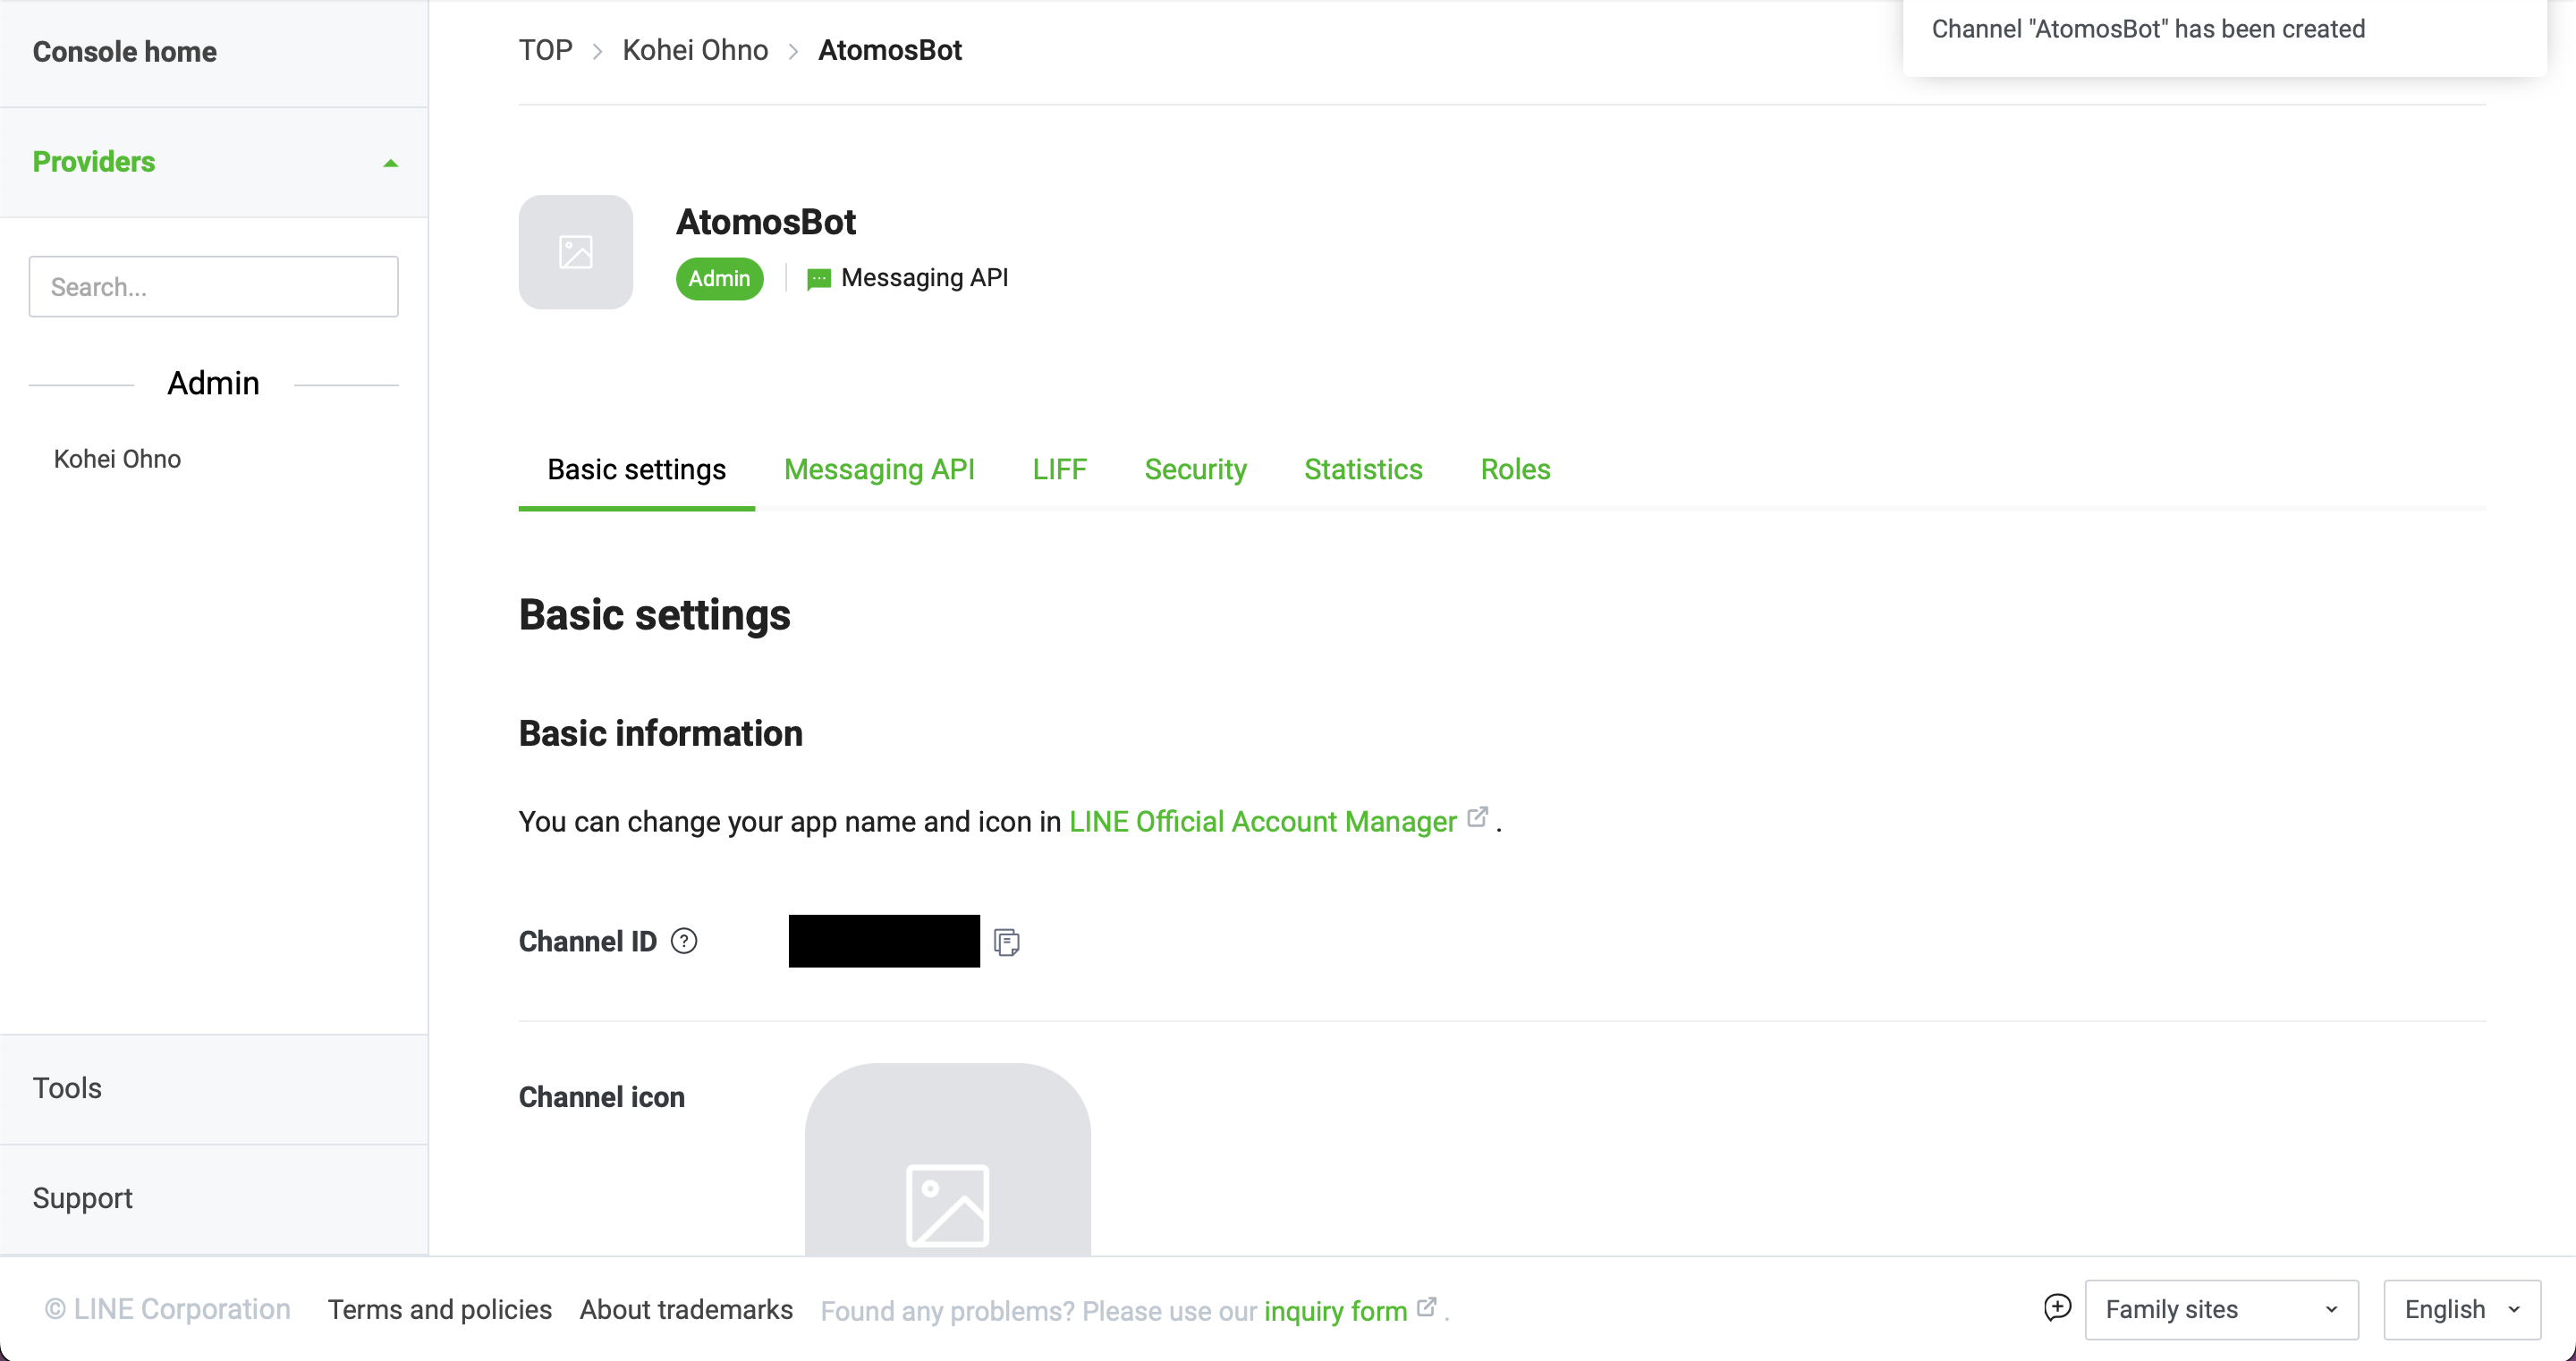 Console home
Providers
Search...
Admin
Kohei Ohno
Tools
Support
TOP > Kohei Ohno > AtomosBot
Channel "AtomosBot" has been created
AtomosBot
Admin
Messaging API
Basic settings
Messaging API
LIFF
Security
Statistics
Roles
Basic settings
Basic information
You can change your app name and icon in LINE Official Account Manager .
Channel ID ?
Channel icon
© LINE Corporation
Terms and policies
About trademarks
Found any problems? Please use our inquiry form .
Family sites
English